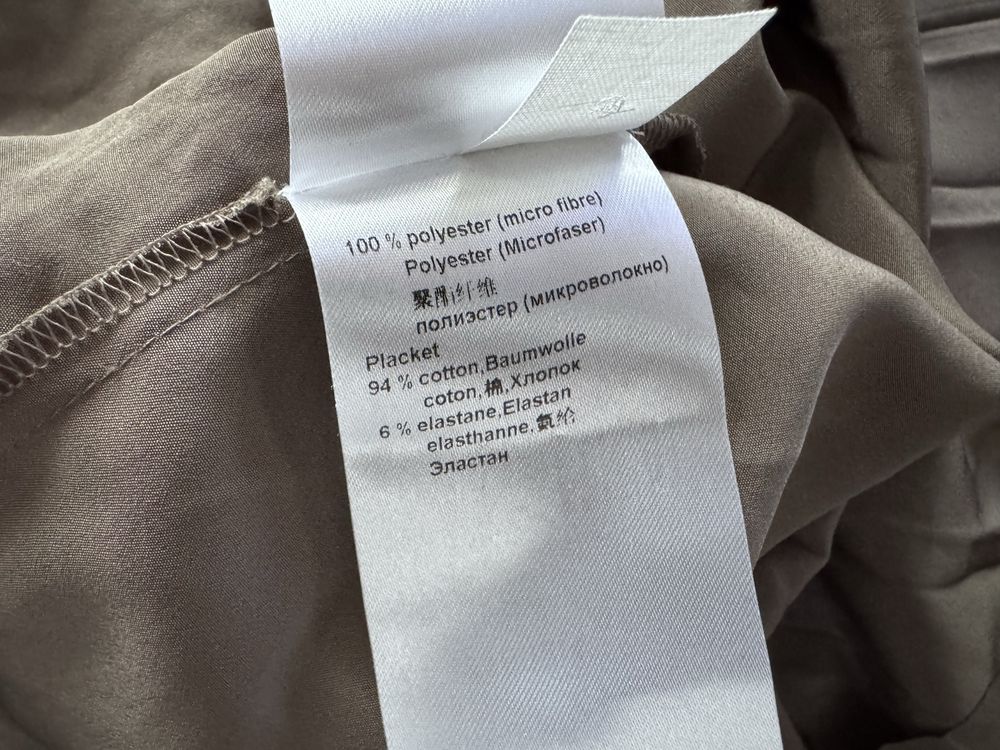 100 % polyester (micro fibre)
Polyester (Microfaser)
聚酯纤维
полиэстер (микроволокно)
Placket
94 % cotton,Baumwolle
coton,棉,Хлопок
6 % elastane,Elastan
elasthanne,氨纶
Эластан